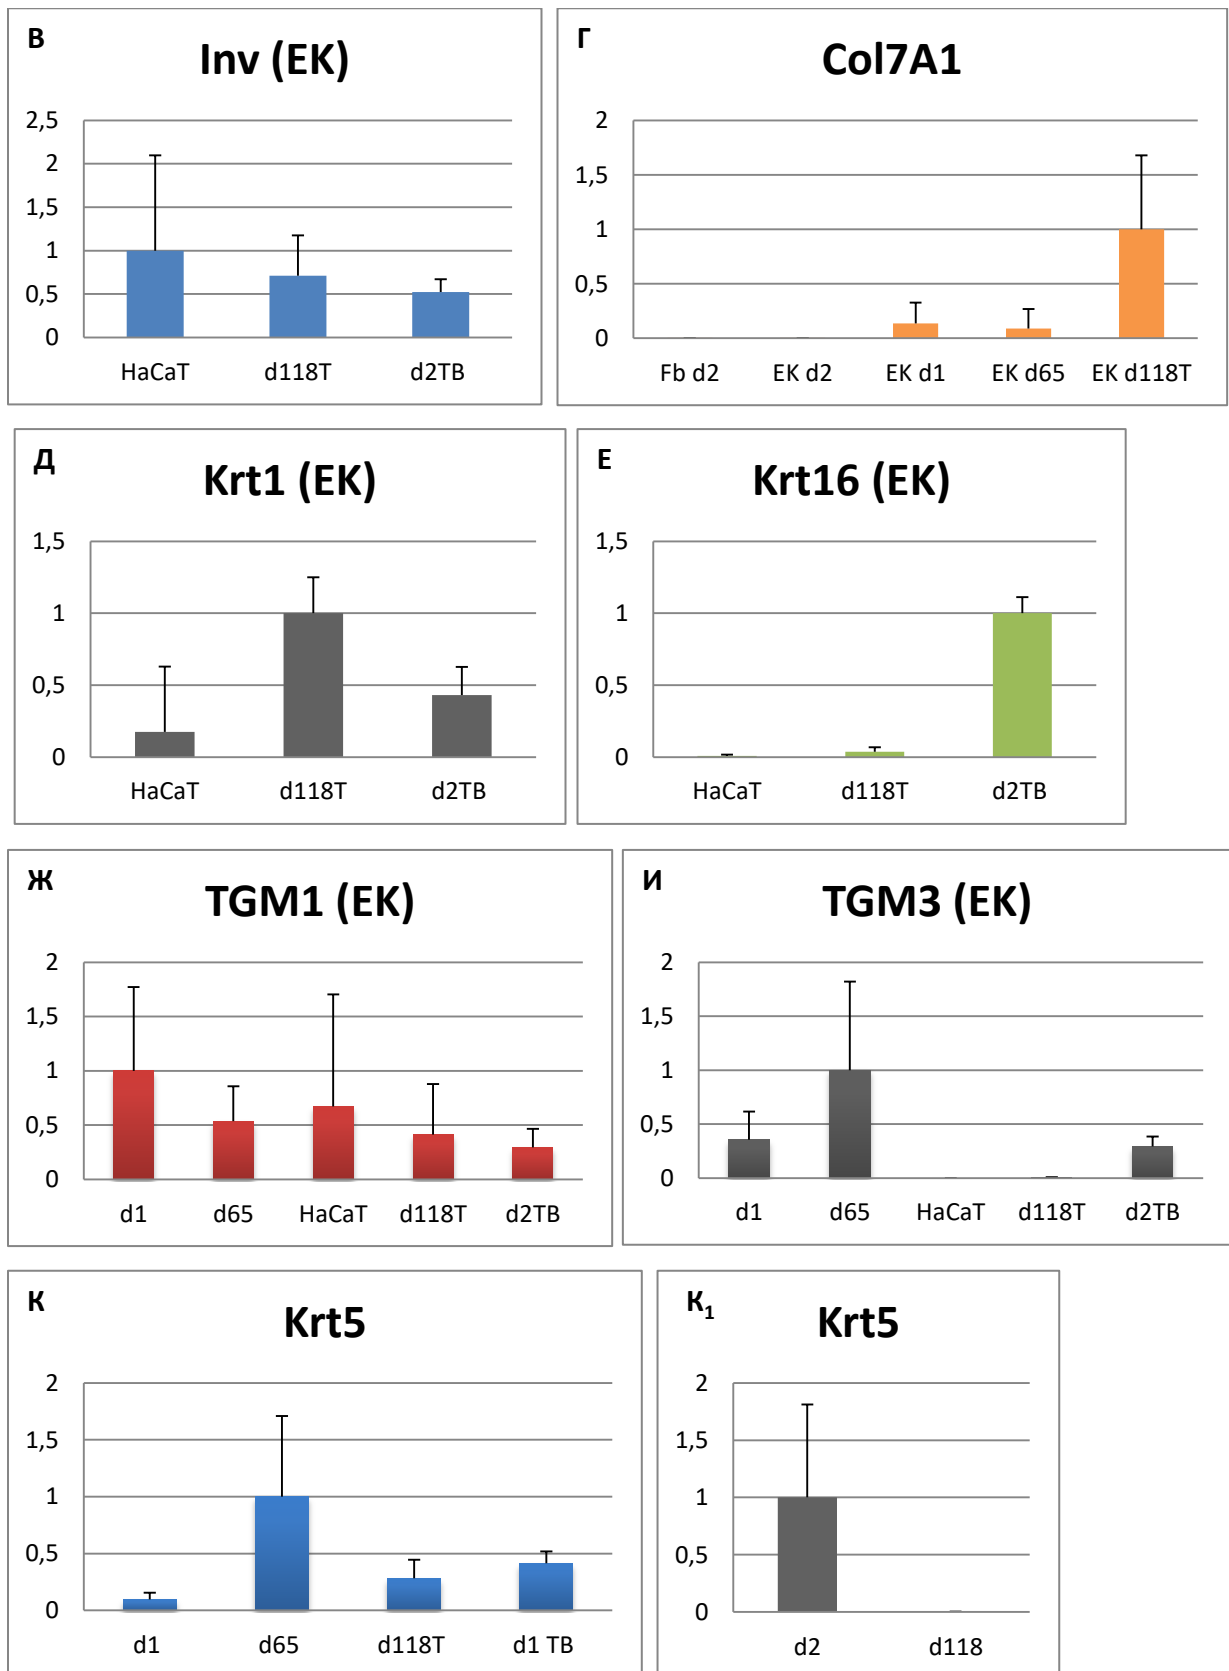 В
Inv (EK)
2,5
2
1,5
1
0,5
0
HaCaT d118T d2TB
Г
Col7A1
2
1,5
1
0,5
0
Fb d2 EK d2 EK d1 EK d65 EK d118T
Д
Krt1 (EK)
1,5
1
0,5
0
HaCaT d118T d2TB
Е
Krt16 (EK)
1,5
1
0,5
0
HaCaT d118T d2TB
Ж
TGM1 (EK)
2
1,5
1
0,5
0
d1 d65 HaCaT d118T d2TB
И
TGM3 (EK)
2
1,5
1
0,5
0
d1 d65 HaCaT d118T d2TB
К
Krt5
2
1,5
1
0,5
0
d1 d65 d118T d1 TB
К₁
Krt5
2
1,5
1
0,5
0
d2 d118